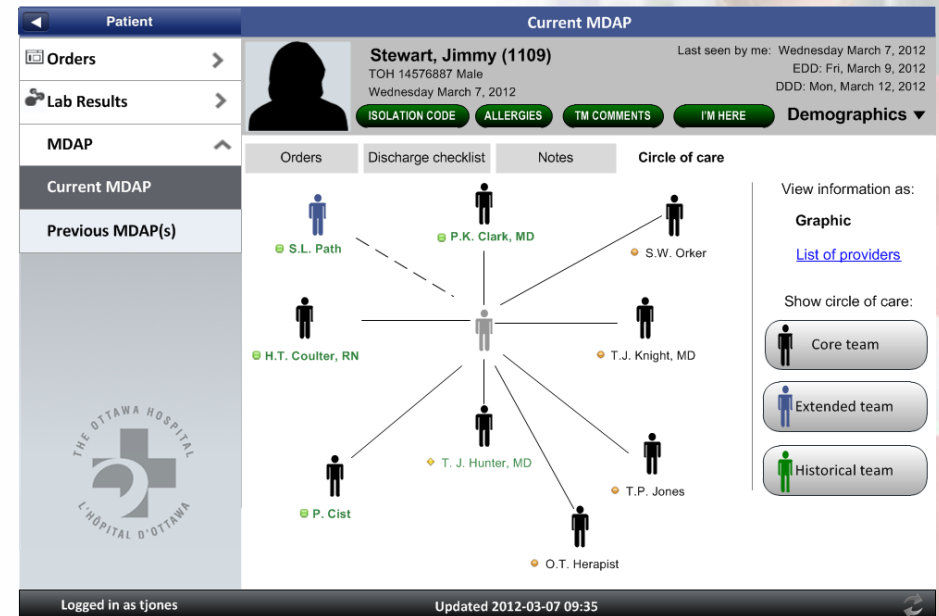 Patient
Current MDAP
Orders
Lab Results
MDAP
Current MDAP
Previous MDAP(s)
Stewart, Jimmy (1109)
TOH 14576887 Male
Wednesday March 7, 2012
Last seen by me: Wednesday March 7, 2012
EDD: Fri, March 9, 2012
DDD: Mon, March 12, 2012
ISOLATION CODE
ALLERGIES
TM COMMENTS
I'M HERE
Demographics
Orders
Discharge checklist
Notes
Circle of care
S.L. Path
P.K. Clark, MD
S.W. Orker
H.T. Coulter, RN
T.J. Knight, MD
T. J. Hunter, MD
P. Cist
T.P. Jones
O.T. Herapist
View information as:
Graphic
List of providers
Show circle of care:
Core team
Extended team
Historical team
THE OTTAWA HOSPITAL
L'HÔPITAL D'OTTAWA
Logged in as tjones
Updated 2012-03-07 09:35